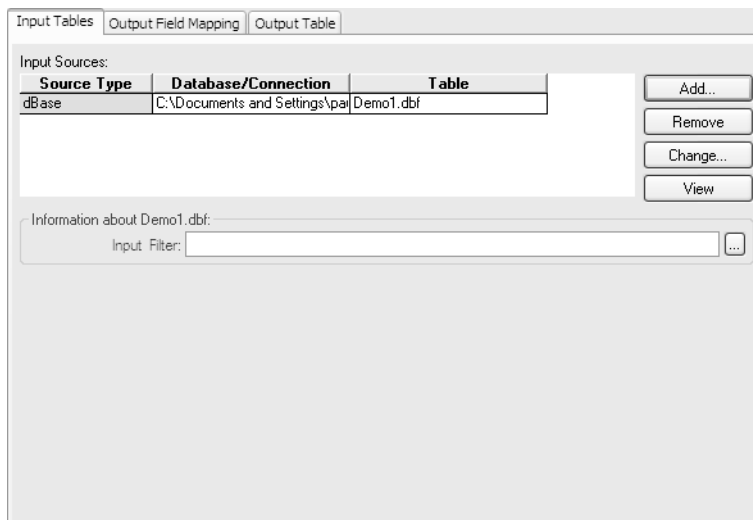 Input Tables Output Field Mapping Output Table
Input Sources:
Source Type Database/Connection Table
dBase C:\Documents and Settings\pau Demo1.dbf
Add...
Remove
Change...
View
Information about Demo1.dbf:
Input Filter: ...